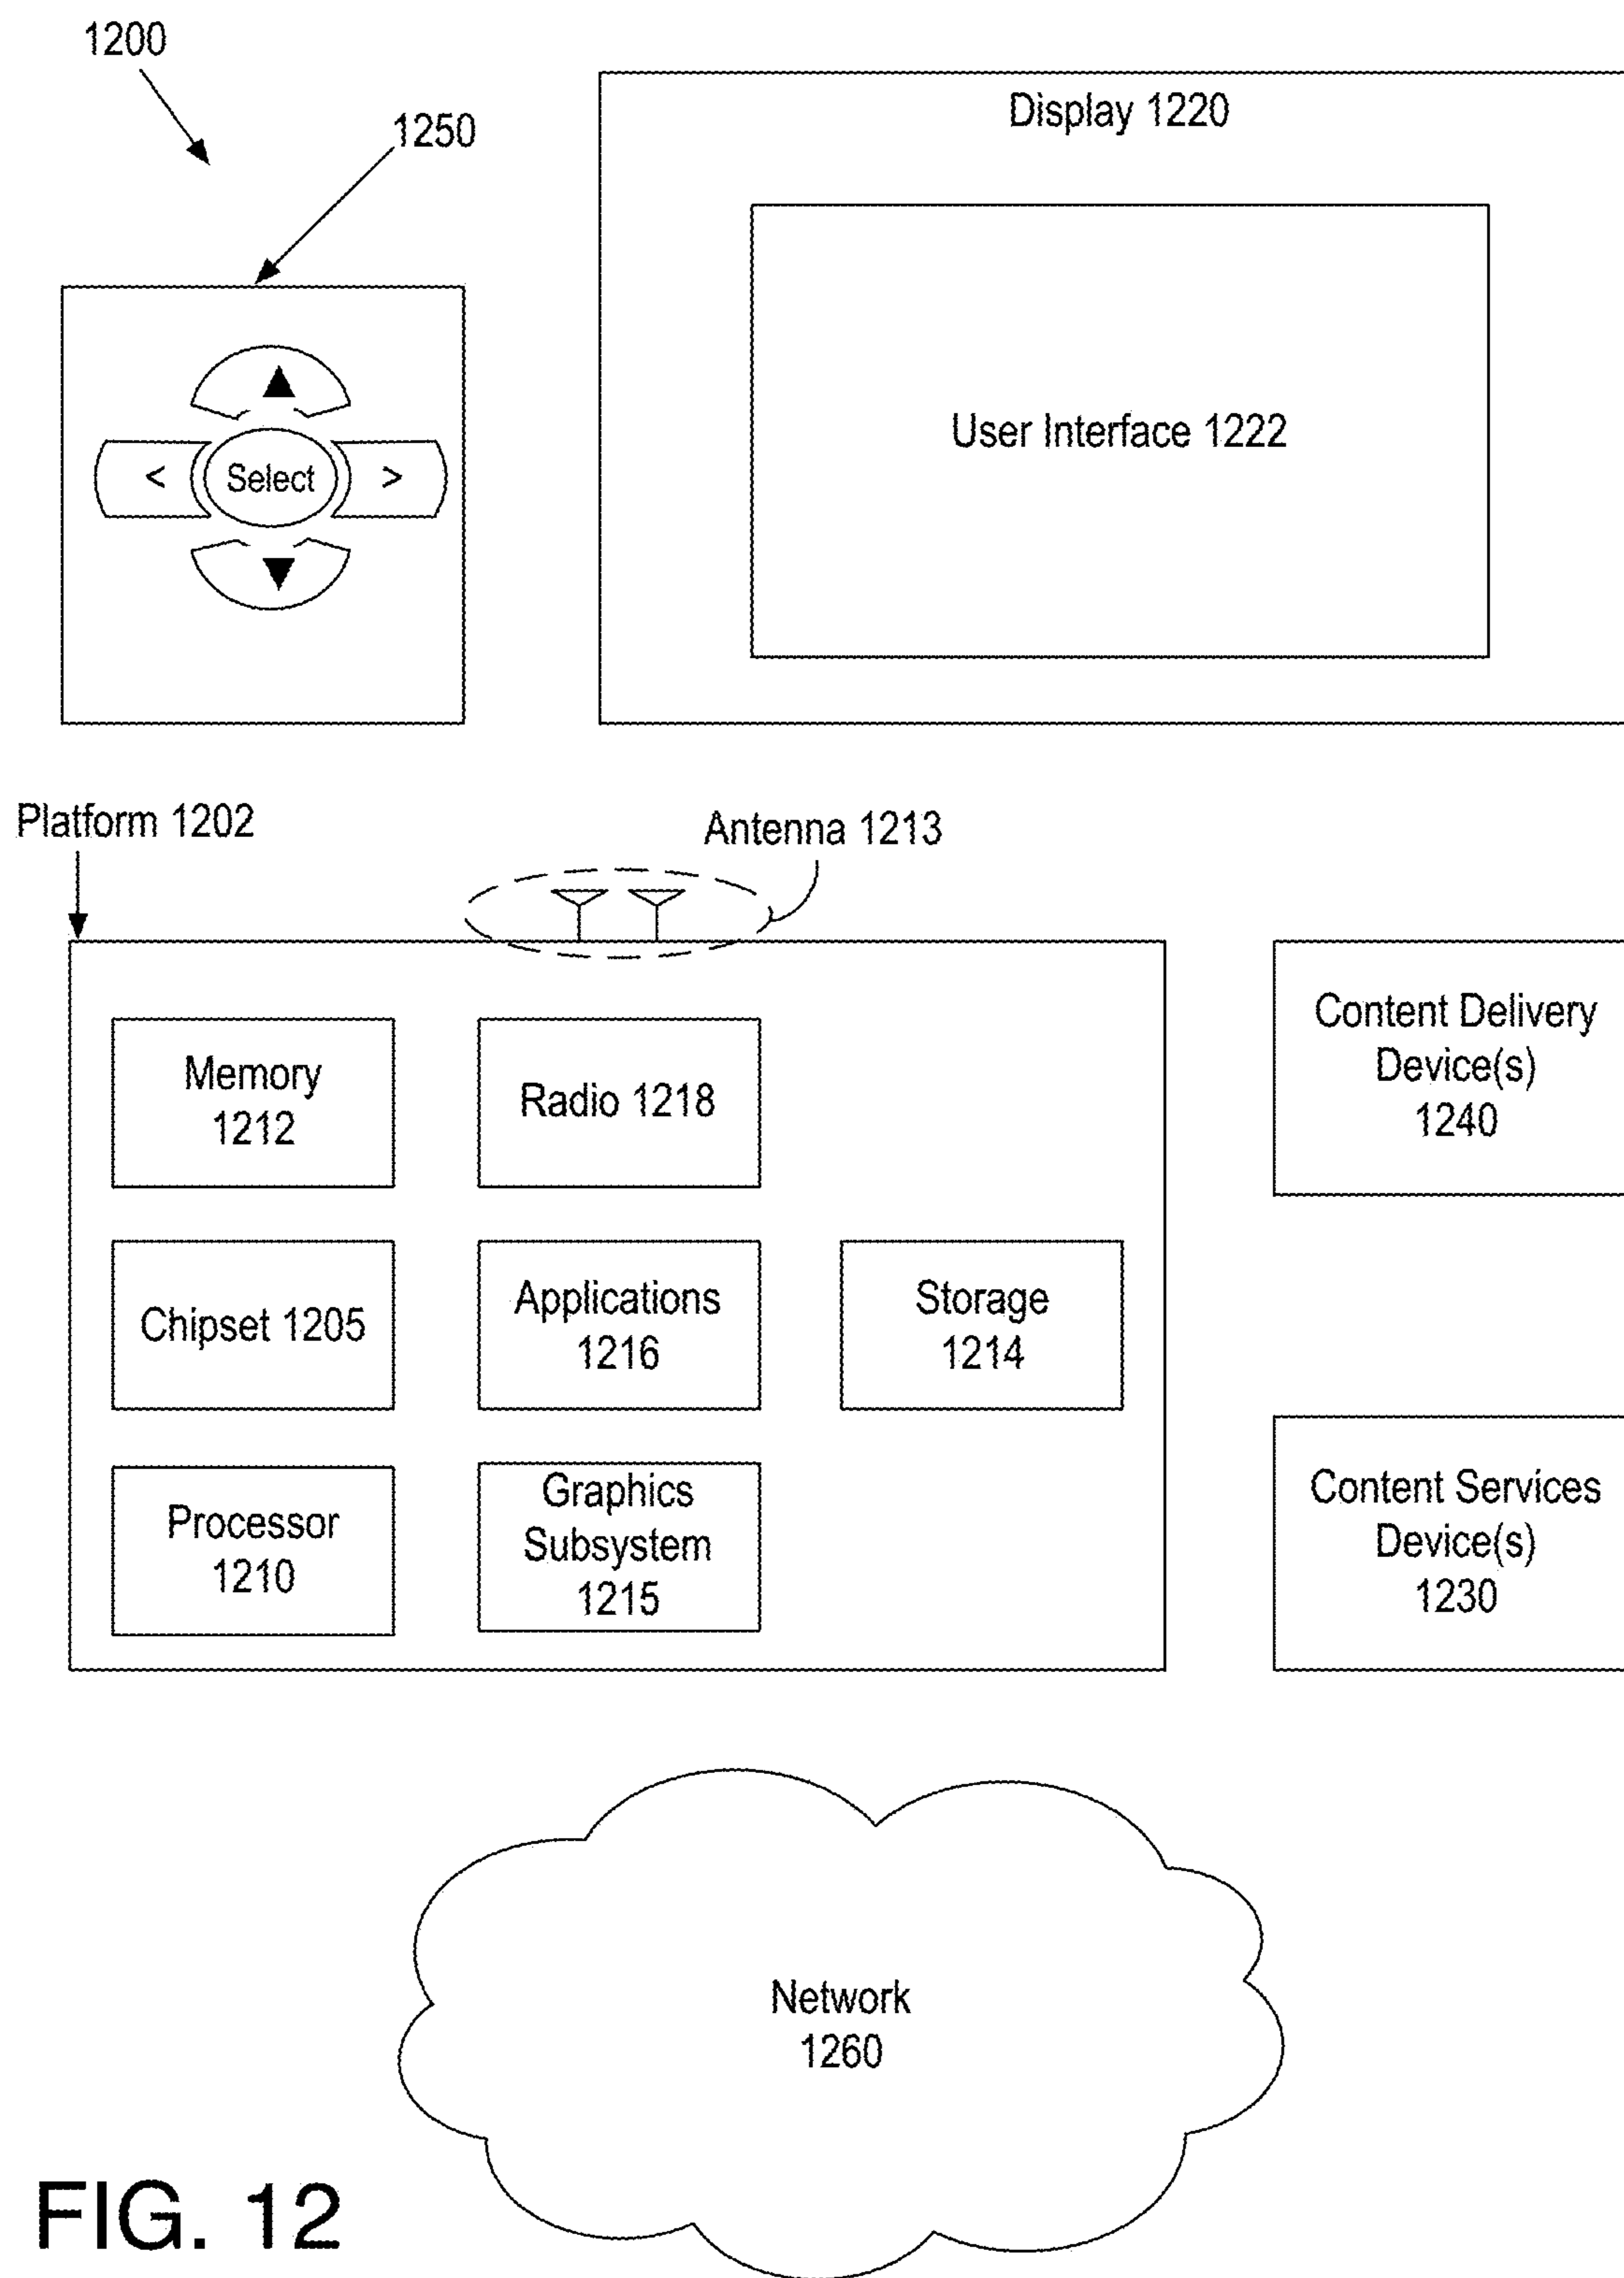 1200
1250
Display 1220
User Interface 1222
<
Select
>
Platform 1202
Antenna 1213
Memory
1212
Radio 1218
Content Delivery
Device(s)
1240
Chipset 1205
Applications
1216
Storage
1214
Processor
1210
Graphics
Subsystem
1215
Content Services
Device(s)
1230
Network
1260
FIG. 12